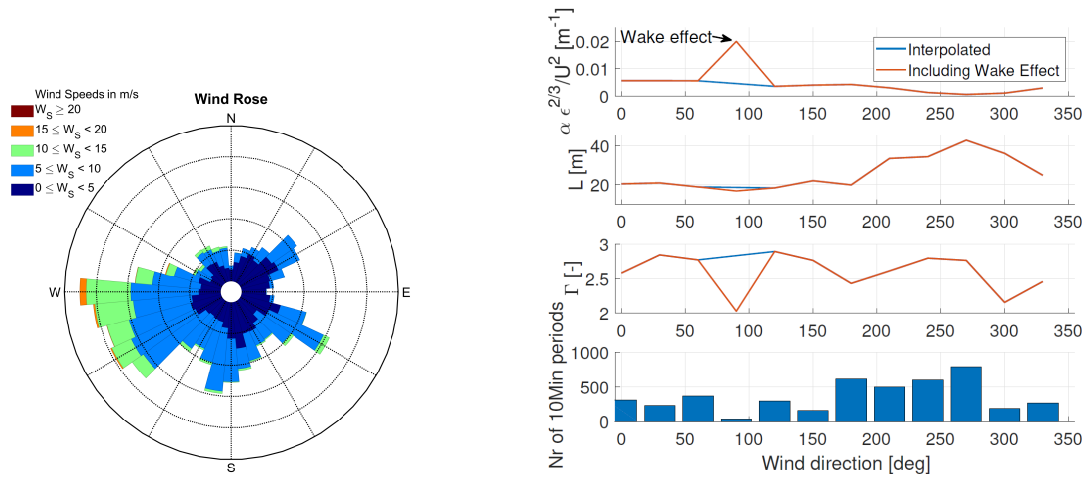 Wind Speeds in m/s
W_S ≥ 20
15 ≤ W_S < 20
10 ≤ W_S < 15
5 ≤ W_S < 10
0 ≤ W_S < 5
Wind Rose
N
W
E
S
α ε^2/3/U^2 [m^-1]
0.02
0.01
0
Wake effect
Interpolated
Including Wake Effect
0 50 100 150 200 250 300 350
L [m]
40
20
0 50 100 150 200 250 300 350
Γ [-]
3
2.5
2
0 50 100 150 200 250 300 350
Nr of 10Min periods
1000
500
0
0 50 100 150 200 250 300 350
Wind direction [deg]